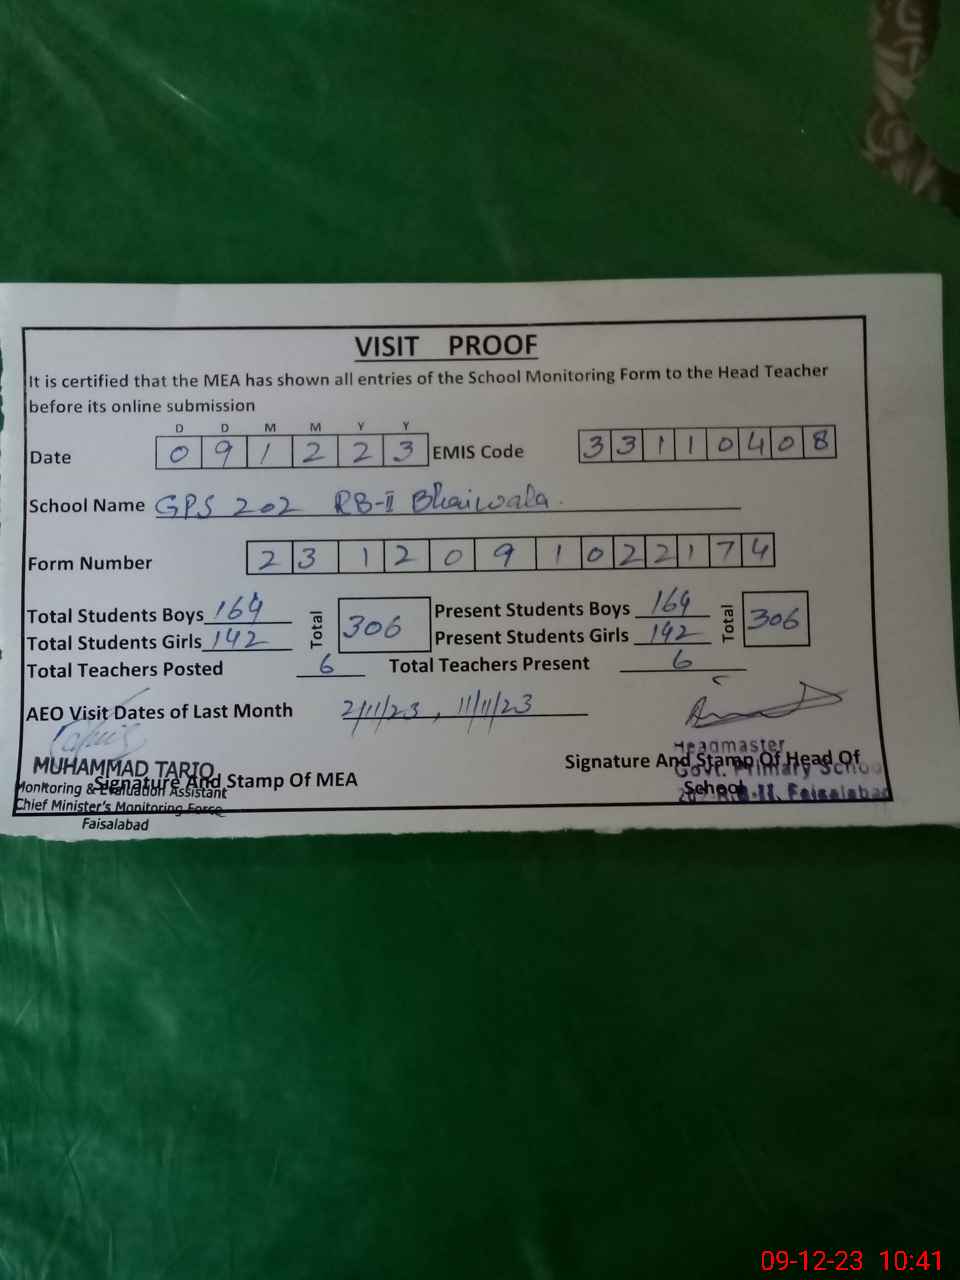 VISIT PROOF
It is certified that the MEA has shown all entries of the School Monitoring Form to the Head Teacher
before its online submission
D D M M Y Y
Date 0 9 1 2 2 3 EMIS Code 3 3 1 1 0 4 0 8
School Name GPS 202 RB-II Bhaiwala.
Form Number 2 3 1 2 0 9 1 0 2 2 1 7 4
Total Students Boys 164 Total 306 Present Students Boys 164 Total 306
Total Students Girls 142 Present Students Girls 142
Total Teachers Posted 6 Total Teachers Present 6
AEO Visit Dates of Last Month 2/11/23, 11/11/23
MUHAMMAD TARIQ
Monitoring & Evaluation Assistant
Chief Minister's Monitoring Force
Faisalabad
Signature And Stamp Of MEA
Headmaster
Signature And Stamp Of Head Of
Govt. Primary School
School
202 R.B-II, Faisalabad
09-12-23 10:41